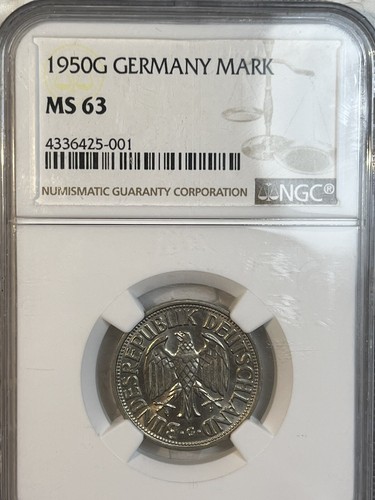 1950G GERMANY MARK
MS 63
4336425-001
NUMISMATIC GUARANTY CORPORATION
NGC®
BUNDESREPUBLIK DEUTSCHLAND
G